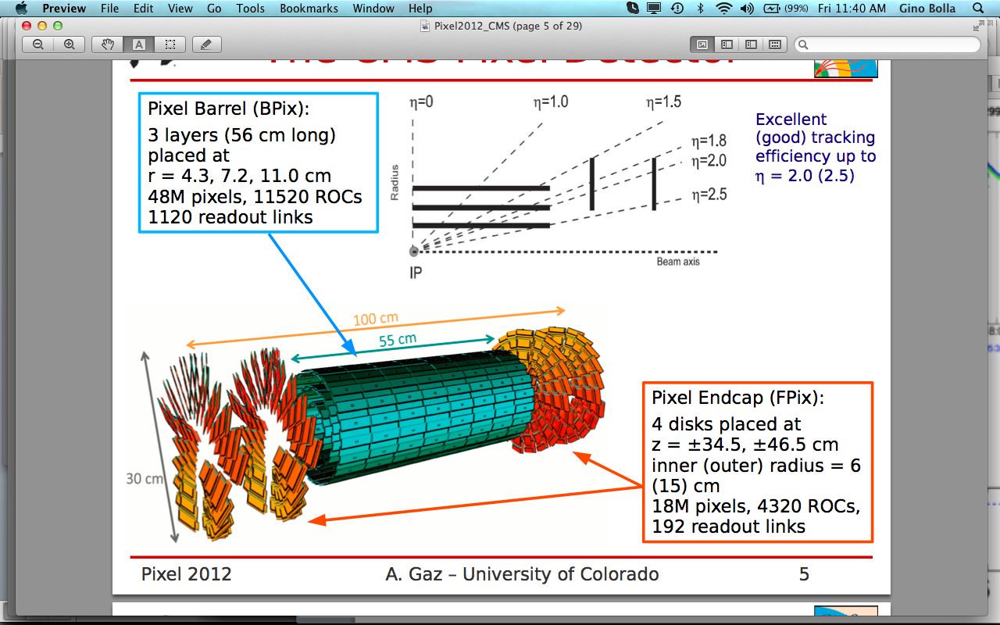 Preview File Edit View Go Tools Bookmarks Window Help (99%) Fri 11:40 AM Gino Bolla
Pixel2012_CMS (page 5 of 29)
The CMS Pixel Detector
Pixel Barrel (BPix):
3 layers (56 cm long)
placed at
r = 4.3, 7.2, 11.0 cm
48M pixels, 11520 ROCs
1120 readout links
η=0 η=1.0 η=1.5
η=1.8
η=2.0
η=2.5
Radius
IP
Beam axis
Excellent
(good) tracking
efficiency up to
η = 2.0 (2.5)
100 cm
55 cm
30 cm
Pixel Endcap (FPix):
4 disks placed at
z = ±34.5, ±46.5 cm
inner (outer) radius = 6
(15) cm
18M pixels, 4320 ROCs,
192 readout links
Pixel 2012 A. Gaz – University of Colorado 5